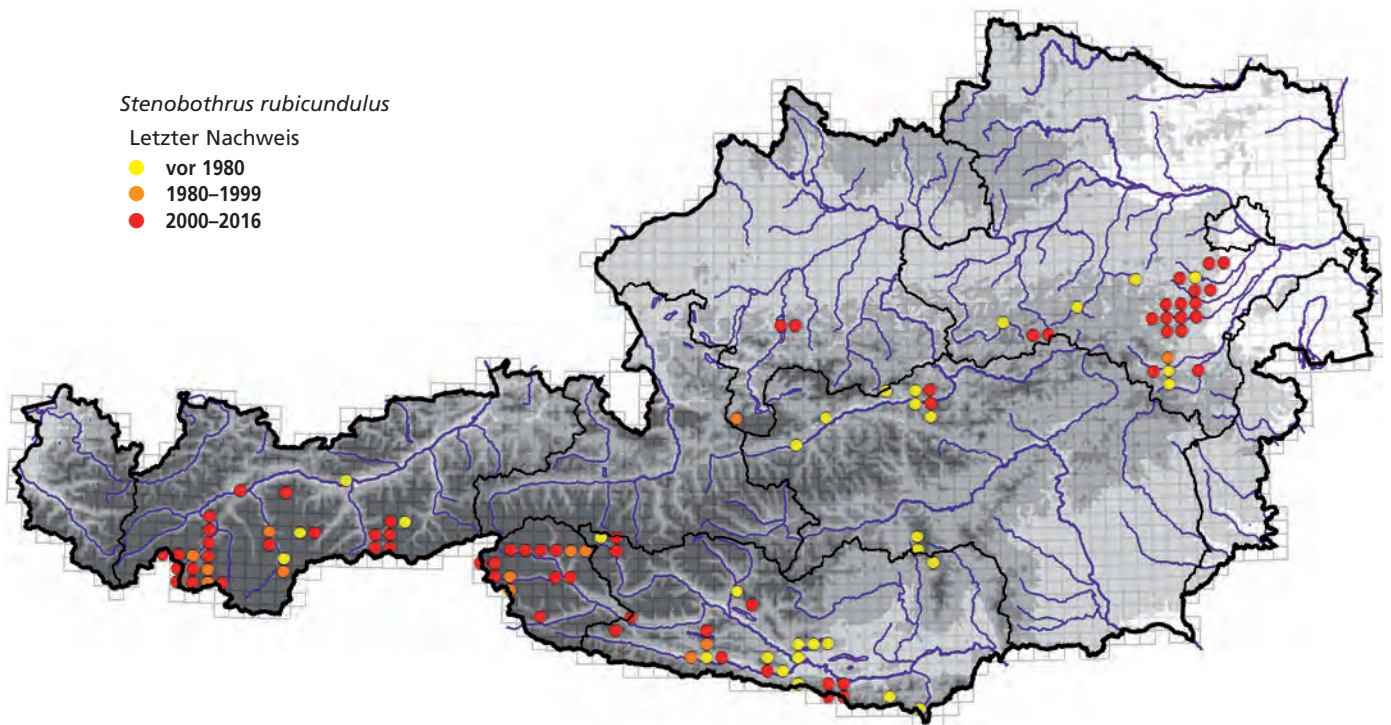 Stenobothrus rubicundulus
Letzter Nachweis
vor 1980
1980–1999
2000–2016